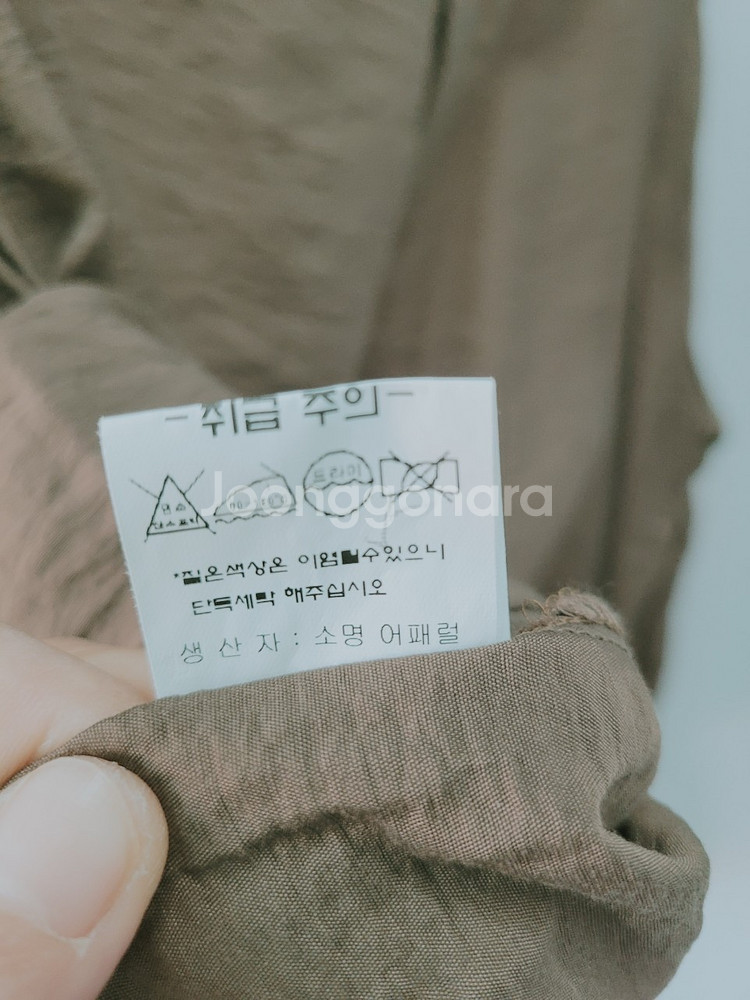 - 취급 주의 -
드라이
Joonggonara
*짙은색상은 이염될수있으니
단독세탁 해주십시오
생 산 자 : 소명 어패럴